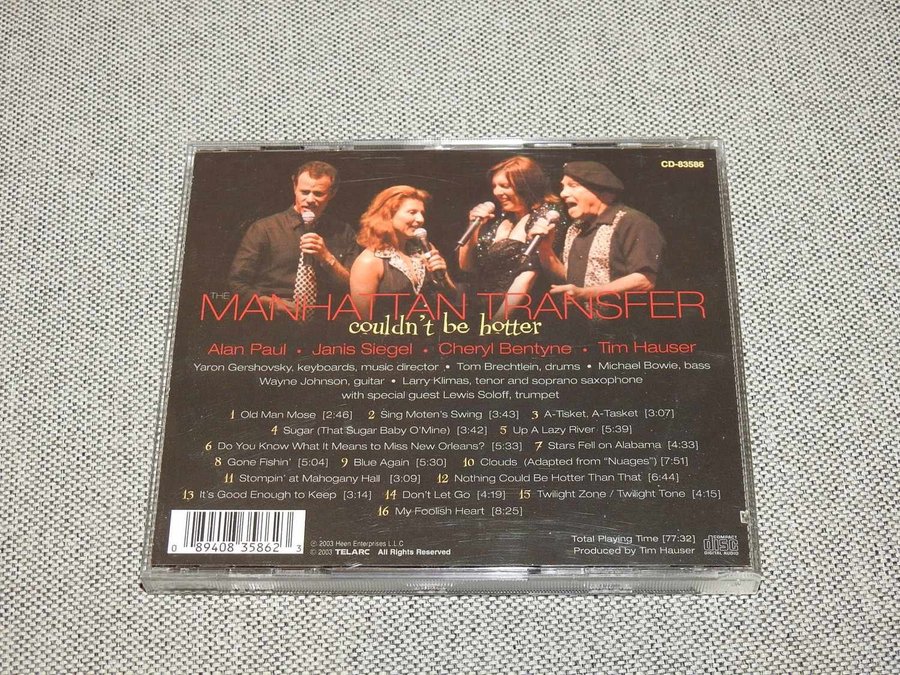 CD-83586
THE MANHATTAN TRANSFER
couldn't be hotter
Alan Paul • Janis Siegel • Cheryl Bentyne • Tim Hauser
Yaron Gershovsky, keyboards, music director • Tom Brechtlein, drums • Michael Bowie, bass
Wayne Johnson, guitar • Larry Klimas, tenor and soprano saxophone
with special guest Lewis Soloff, trumpet
1 Old Man Mose [2:46] 2 Sing Moten's Swing [3:43] 3 A-Tisket, A-Tasket [3:07]
4 Sugar (That Sugar Baby O'Mine) [3:42] 5 Up A Lazy River [5:39]
6 Do You Know What It Means to Miss New Orleans? [5:33] 7 Stars Fell on Alabama [4:33]
8 Gone Fishin' [5:04] 9 Blue Again [5:30] 10 Clouds (Adapted from "Nuages") [7:51]
11 Stompin' at Mahogany Hall [3:09] 12 Nothing Could Be Hotter Than That [6:44]
13 It's Good Enough to Keep [3:14] 14 Don't Let Go [4:19] 15 Twilight Zone / Twilight Tone [4:15]
16 My Foolish Heart [8:25]
0 89408 35862 3
℗ 2003 Heen Enterprises L.L.C
© 2003 TELARC All Rights Reserved
Total Playing Time [77:32]
Produced by Tim Hauser
COMPACT
disc
DIGITAL AUDIO